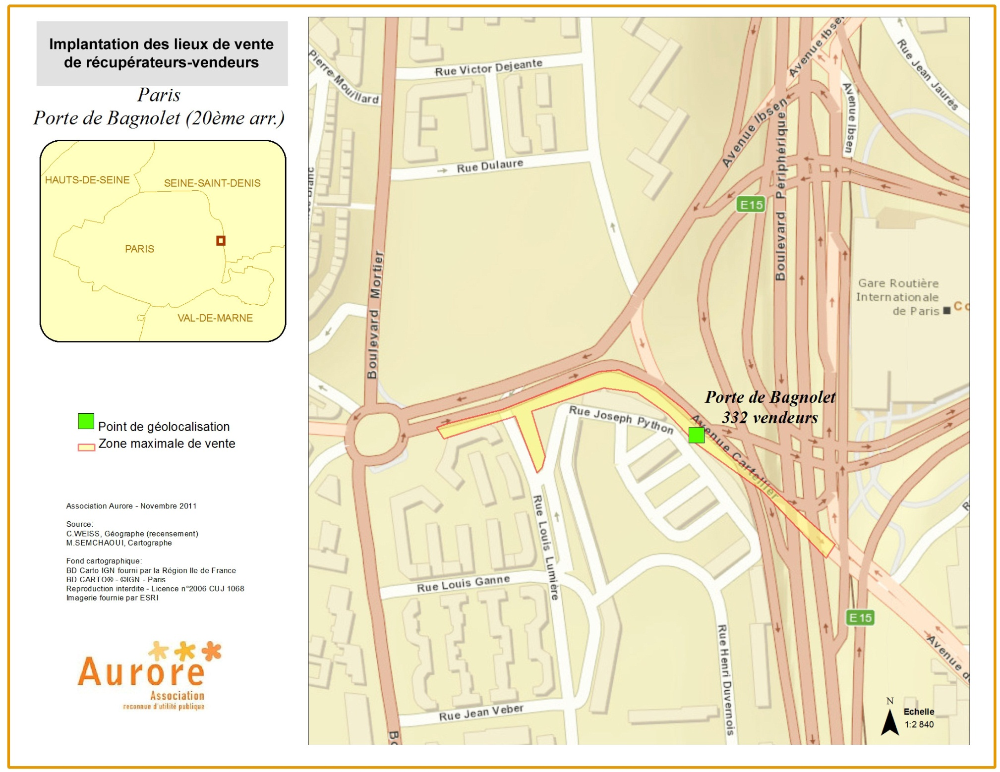 Implantation des lieux de vente
de récupérateurs-vendeurs
Paris
Porte de Bagnolet (20ème arr.)
HAUTS-DE-SEINE
SEINE-SAINT-DENIS
PARIS
VAL-DE-MARNE
Point de géolocalisation
Zone maximale de vente
Association Aurore - Novembre 2011
Source:
C.WEISS, Géographe (recensement)
M.SEMCHAOUI, Cartographe
Fond cartographique:
BD Carto IGN fourni par la Région Ile de France
BD CARTO® - ©IGN - Paris
Reproduction interdite - Licence n°2006 CUJ 1068
Imagerie fournie par ESRI
Aurore
Association
reconnue d'utilité publique
Pierre Mouillard
Rue Victor Dejeante
Rue Dulaure
Boulevard Mortier
Avenue Ibsen
Avenue Ibsen
Avenue Ibsen
Rue Jean Jaurès
Boulevard Périphérique
E15
Gare Routière
Internationale
de Paris
Co
Porte de Bagnolet
332 vendeurs
Rue Joseph Python
Avenue Cartellier
Rue Louis Lumière
Rue Louis Ganne
E15
Rue Henri Duvernois
Avenue d
Rue Jean Veber
Bo
N
Echelle
1:2 840